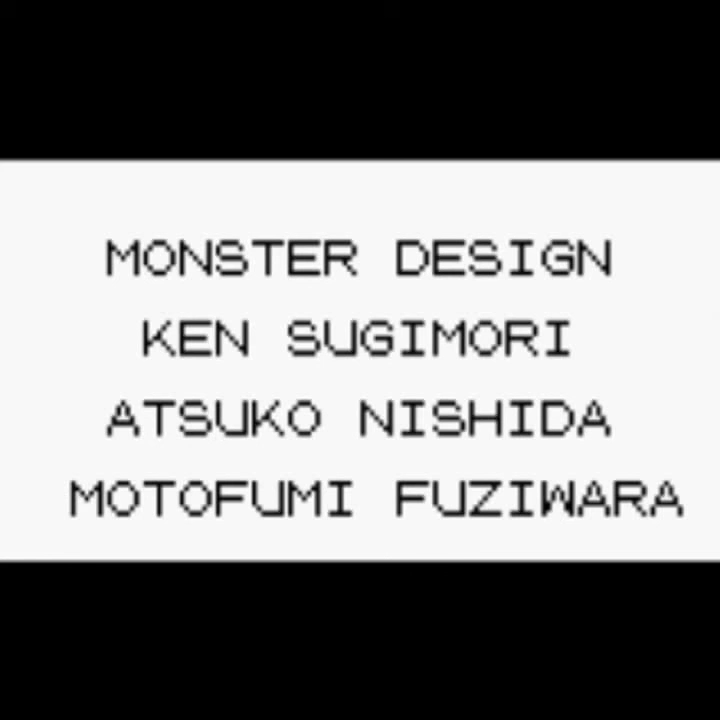 MONSTER DESIGN
KEN SUGIMORI
ATSUKO NISHIDA
MOTOFUMI FUZIWARA